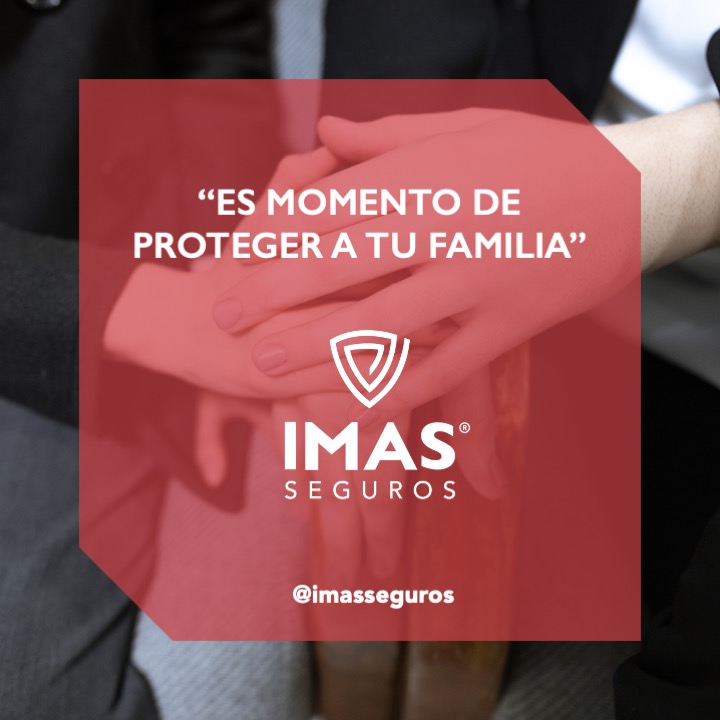 “ES MOMENTO DE
PROTEGER A TU FAMILIA”
IMAS®
SEGUROS
@imasseguros